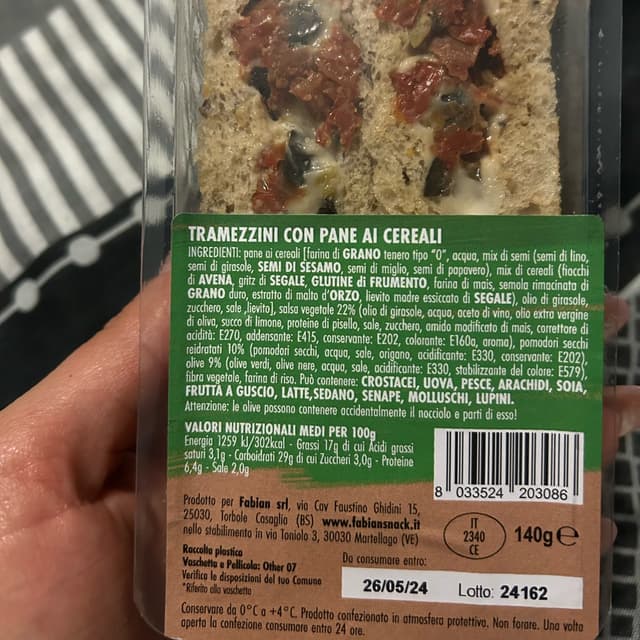 TRAMEZZINI CON PANE AI CEREALI
INGREDIENTI: pane ai cereali [farina di GRANO tenero tipo "0", acqua, mix di semi (semi di lino,
semi di girasole, SEMI DI SESAMO, semi di miglio, semi di papavero), mix di cereali (fiocchi
di AVENA, gritz di SEGALE, GLUTINE di FRUMENTO, farina di mais, semola rimacinata di
GRANO duro, estratto di malto d'ORZO, lievito madre essiccato di SEGALE), olio di girasole,
zucchero, sale ,lievito], salsa vegetale 22% (olio di girasole, acqua, aceto di vino, olio extra vergine
di oliva, succo di limone, proteine di pisello, sale, zucchero, amido modificato di mais, correttore di
acidità: E270, addensante: E415, conservante: E202, colorante: E160a, aroma), pomodori secchi
reidratati 10% (pomodori secchi, acqua, sale, origano, acidificante: E330, conservante: E202),
olive 9% (olive verdi, olive nere, acqua, sale, acidificante: E330, stabilizzante del colore: E579),
fibra vegetale, farina di riso. Può contenere: CROSTACEI, UOVA, PESCE, ARACHIDI, SOIA,
FRUTTA A GUSCIO, LATTE,SEDANO, SENAPE, MOLLUSCHI, LUPINI.
Attenzione: le olive possono contenere accidentalmente il nocciolo e parti di esso!
VALORI NUTRIZIONALI MEDI PER 100g
Energia 1259 kJ/302kcal - Grassi 17g di cui Acidi grassi
saturi 3,1g - Carboidrati 29g di cui Zuccheri 3,0g - Proteine
6,4g - Sale 2,0g
8 033524 203086
Prodotto per Fabian srl, via Cav Faustino Ghidini 15,
25030, Torbole Casaglia (BS) www.fabiansnack.it
nello stabilimento in via Toniolo 3, 30030 Martellago (VE)
IT
2340
CE
140g e
Raccolta plastica
Vaschetta e Pellicola: Other 07
Verifica le disposizioni del tuo Comune
*Riferito alla vaschetta
Da consumare entro:
26/05/24 Lotto: 24162
Conservare da 0°C a +4°C. Prodotto confezionato in atmosfera protettiva. Non forare. Una volta
aperta la confezione consumare entro 24 ore.